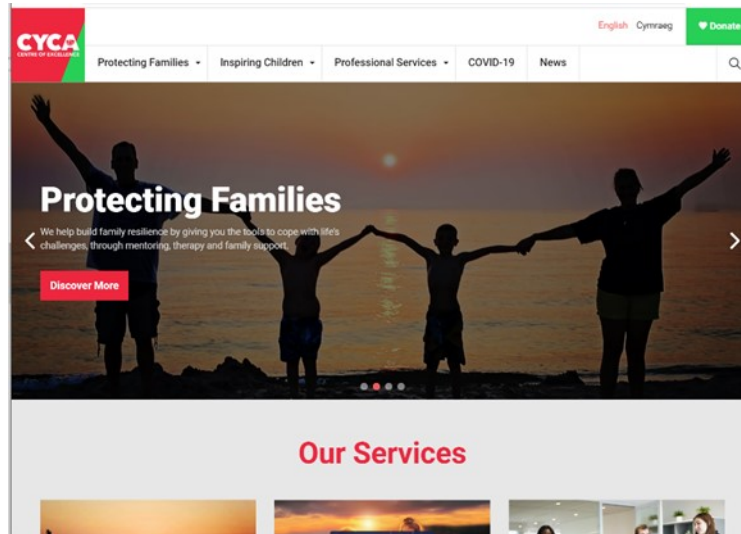 English Cymraeg Donate
CYCA
CENTRE OF EXCELLENCE
Protecting Families Inspiring Children Professional Services COVID-19 News
Protecting Families
We help build family resilience by giving you the tools to cope with life's
challenges, through mentoring, therapy and family support.
Discover More
Our Services